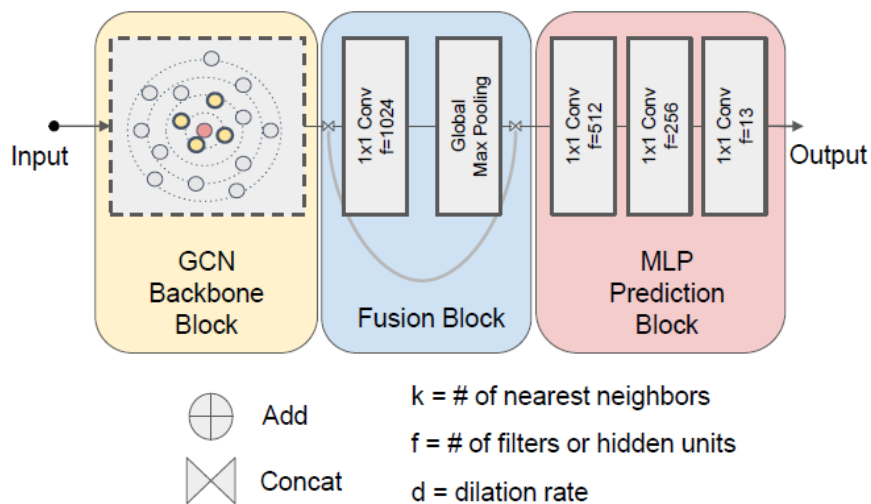 Input
1x1 Conv
f=1024
Global
Max Pooling
1x1 Conv
f=512
1x1 Conv
f=256
1x1 Conv
f=13
Output
GCN
Backbone
Block
Fusion Block
MLP
Prediction
Block
Add
Concat
k = # of nearest neighbors
f = # of filters or hidden units
d = dilation rate